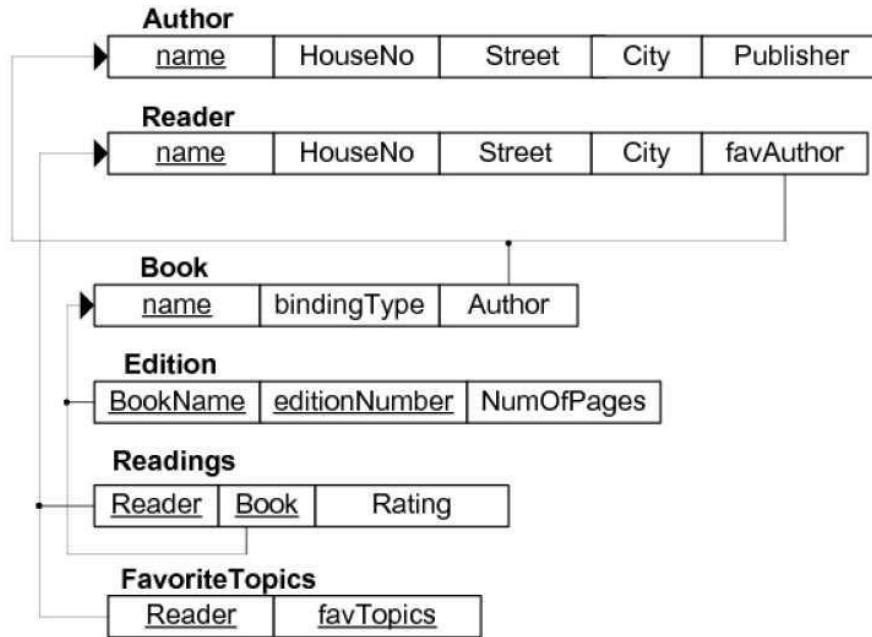 Author
name HouseNo Street City Publisher
Reader
name HouseNo Street City favAuthor
Book
name bindingType Author
Edition
BookName editionNumber NumOfPages
Readings
Reader Book Rating
FavoriteTopics
Reader favTopics